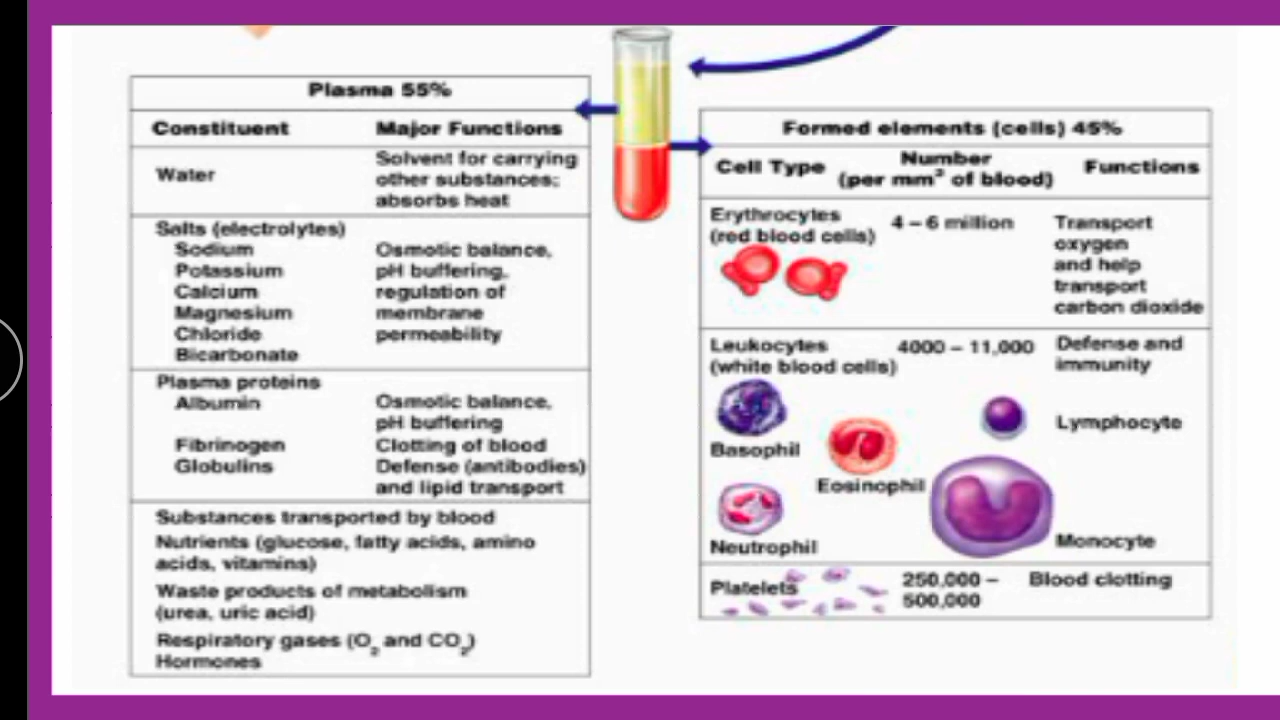 Plasma 55%
Constituent Major Functions
Water
Solvent for carrying
other substances;
absorbs heat
Salts (electrolytes)
Sodium
Potassium
Calcium
Magnesium
Chloride
Bicarbonate
Osmotic balance,
pH buffering,
regulation of
membrane
permeability
Plasma proteins
Albumin
Osmotic balance,
pH buffering
Fibrinogen Clotting of blood
Globulins Defense (antibodies)
and lipid transport
Substances transported by blood
Nutrients (glucose, fatty acids, amino
acids, vitamins)
Waste products of metabolism
(urea, uric acid)
Respiratory gases (O₂ and CO₂)
Hormones
Formed elements (cells) 45%
Cell Type
Number
(per mm³ of blood)
Functions
Erythrocytes
(red blood cells)
4 – 6 million
Transport
oxygen
and help
transport
carbon dioxide
Leukocytes
(white blood cells)
4000 – 11,000
Defense and
immunity
Basophil
Eosinophil
Lymphocyte
Neutrophil
Monocyte
Platelets
250,000 –
500,000
Blood clotting